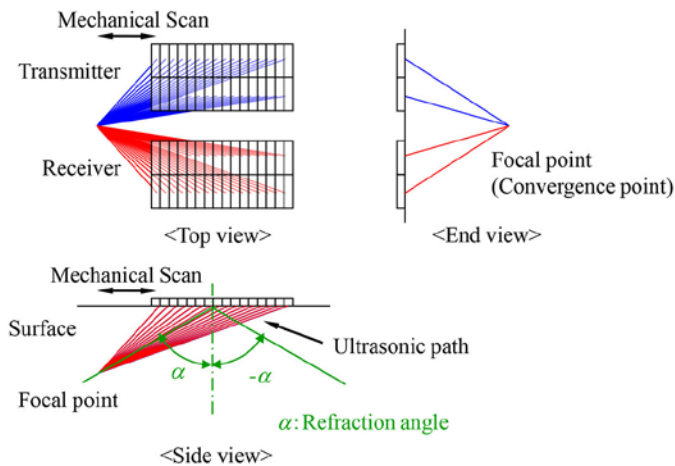 Mechanical Scan
Transmitter
Receiver
Focal point
(Convergence point)
<Top view>
<End view>
Mechanical Scan
Surface
Ultrasonic path
α
-α
Focal point
α: Refraction angle
<Side view>